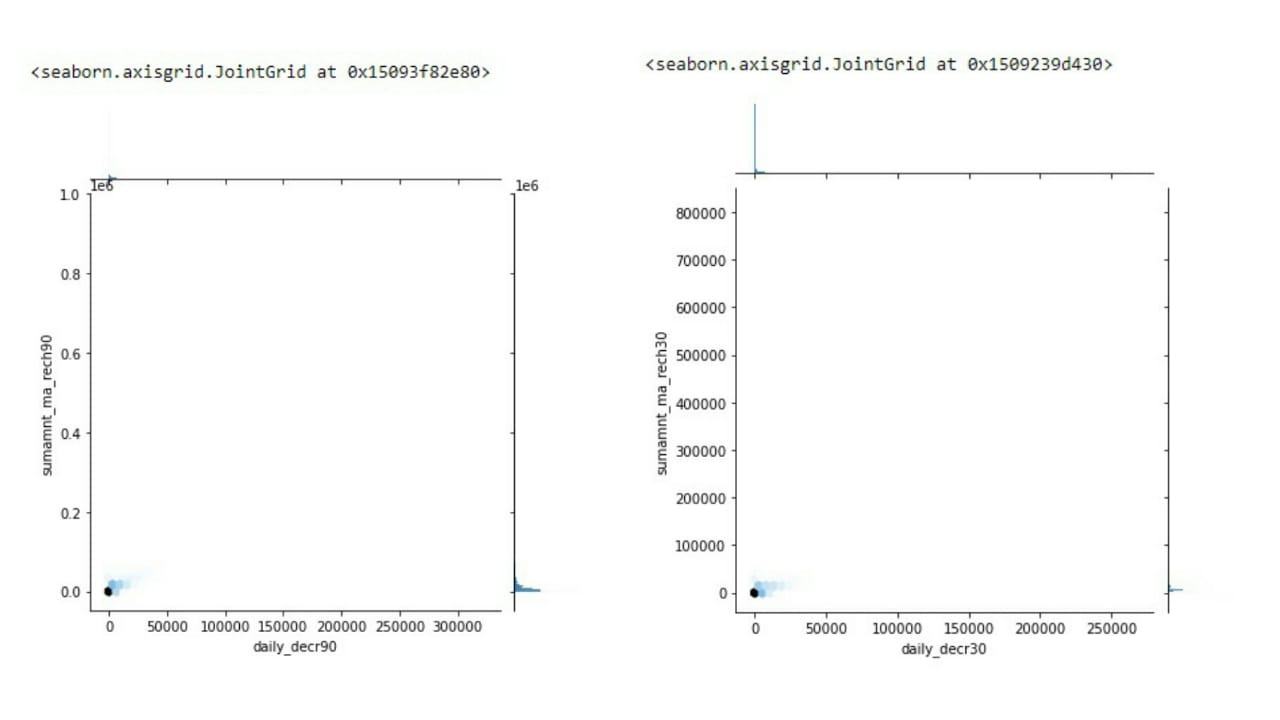 <seaborn.axisgrid.JointGrid at 0x15093f82e80>
1e6
1e6
1.0
0.8
0.6
0.4
0.2
0.0
sumamnt_ma_rech90
0 50000 100000 150000 200000 250000 300000
daily_decr90
<seaborn.axisgrid.JointGrid at 0x1509239d430>
800000
700000
600000
500000
400000
300000
200000
100000
0
sumamnt_ma_rech30
0 50000 100000 150000 200000 250000
daily_decr30